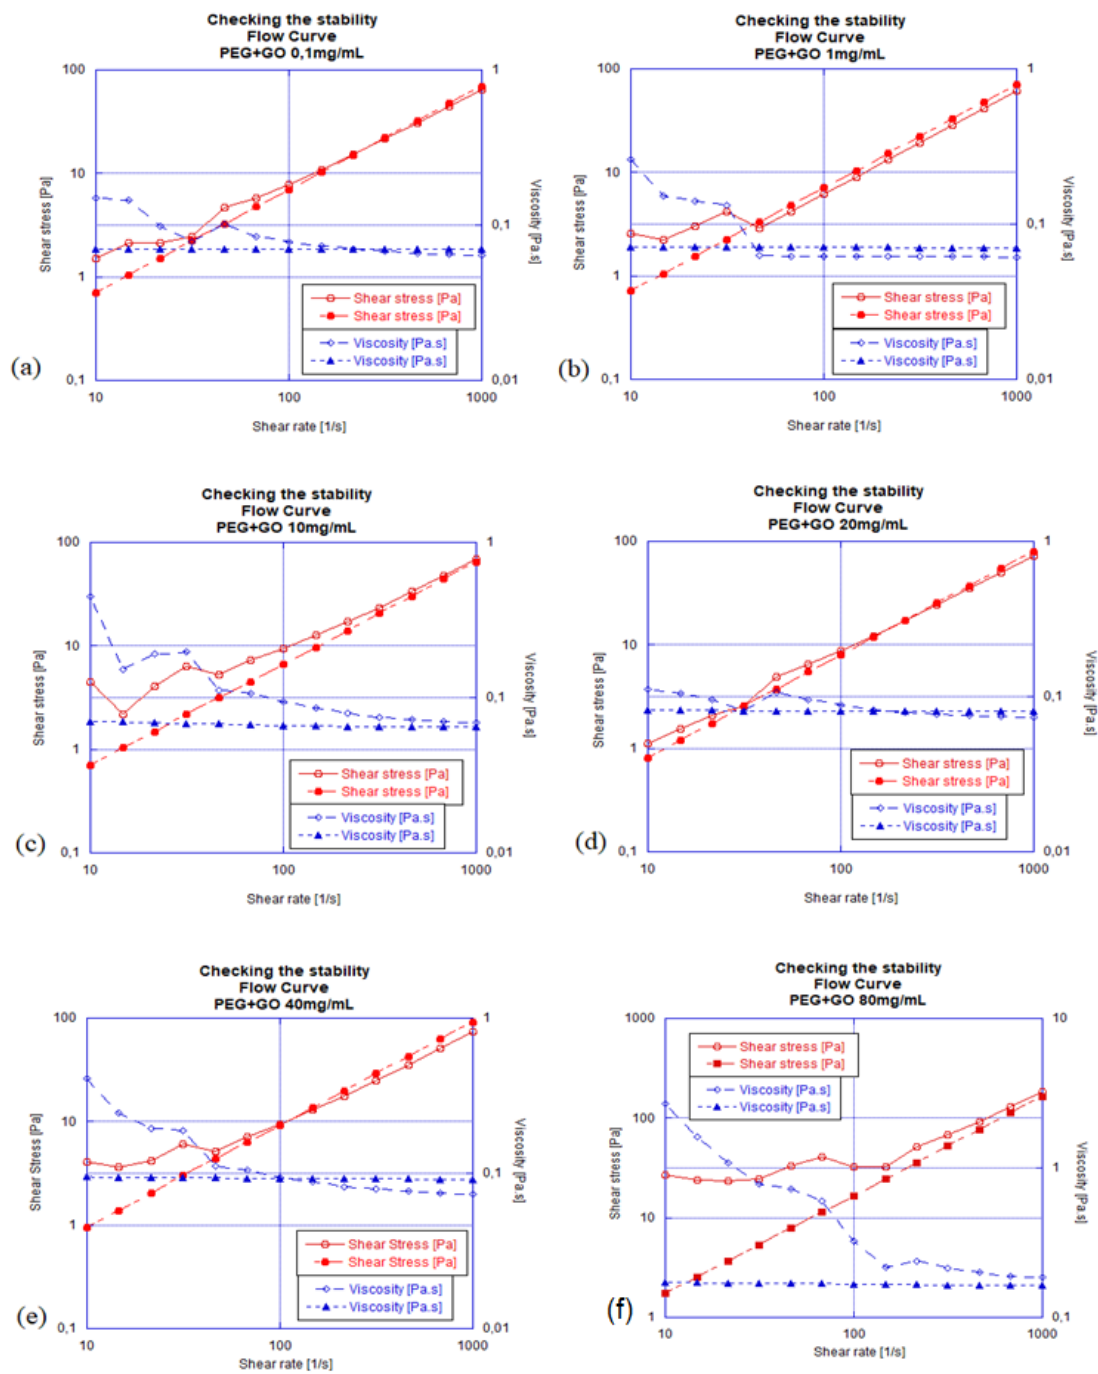 Checking the stability
Flow Curve
PEG+GO 0,1mg/mL
100
10
1
0,1
1
0,1
0,01
10
100
1000
Shear stress [Pa]
Viscosity [Pa.s]
Shear rate [1/s]
Shear stress [Pa]
Shear stress [Pa]
Viscosity [Pa.s]
Viscosity [Pa.s]
(a)
Checking the stability
Flow Curve
PEG+GO 1mg/mL
100
10
1
0,1
1
0,1
0,01
10
100
1000
Shear stress [Pa]
Viscosity [Pa.s]
Shear rate [1/s]
Shear stress [Pa]
Shear stress [Pa]
Viscosity [Pa.s]
Viscosity [Pa.s]
(b)
Checking the stability
Flow Curve
PEG+GO 10mg/mL
100
10
1
0,1
1
0,1
0,01
10
100
1000
Shear stress [Pa]
Viscosity [Pa.s]
Shear rate [1/s]
Shear stress [Pa]
Shear stress [Pa]
Viscosity [Pa.s]
Viscosity [Pa.s]
(c)
Checking the stability
Flow Curve
PEG+GO 20mg/mL
100
10
1
0,1
1
0,1
0,01
10
100
1000
Shear stress [Pa]
Viscosity [Pa.s]
Shear rate [1/s]
Shear stress [Pa]
Shear stress [Pa]
Viscosity [Pa.s]
Viscosity [Pa.s]
(d)
Checking the stability
Flow Curve
PEG+GO 40mg/mL
100
10
1
0,1
1
0,1
0,01
10
100
1000
Shear Stress [Pa]
Viscosity [Pa.s]
Shear rate [1/s]
Shear Stress [Pa]
Shear Stress [Pa]
Viscosity [Pa.s]
Viscosity [Pa.s]
(e)
Checking the stability
Flow Curve
PEG+GO 80mg/mL
1000
100
10
1
10
1
0,1
10
100
1000
Shear stress [Pa]
Viscosity [Pa.s]
Shear rate [1/s]
Shear stress [Pa]
Shear stress [Pa]
Viscosity [Pa.s]
Viscosity [Pa.s]
(f)